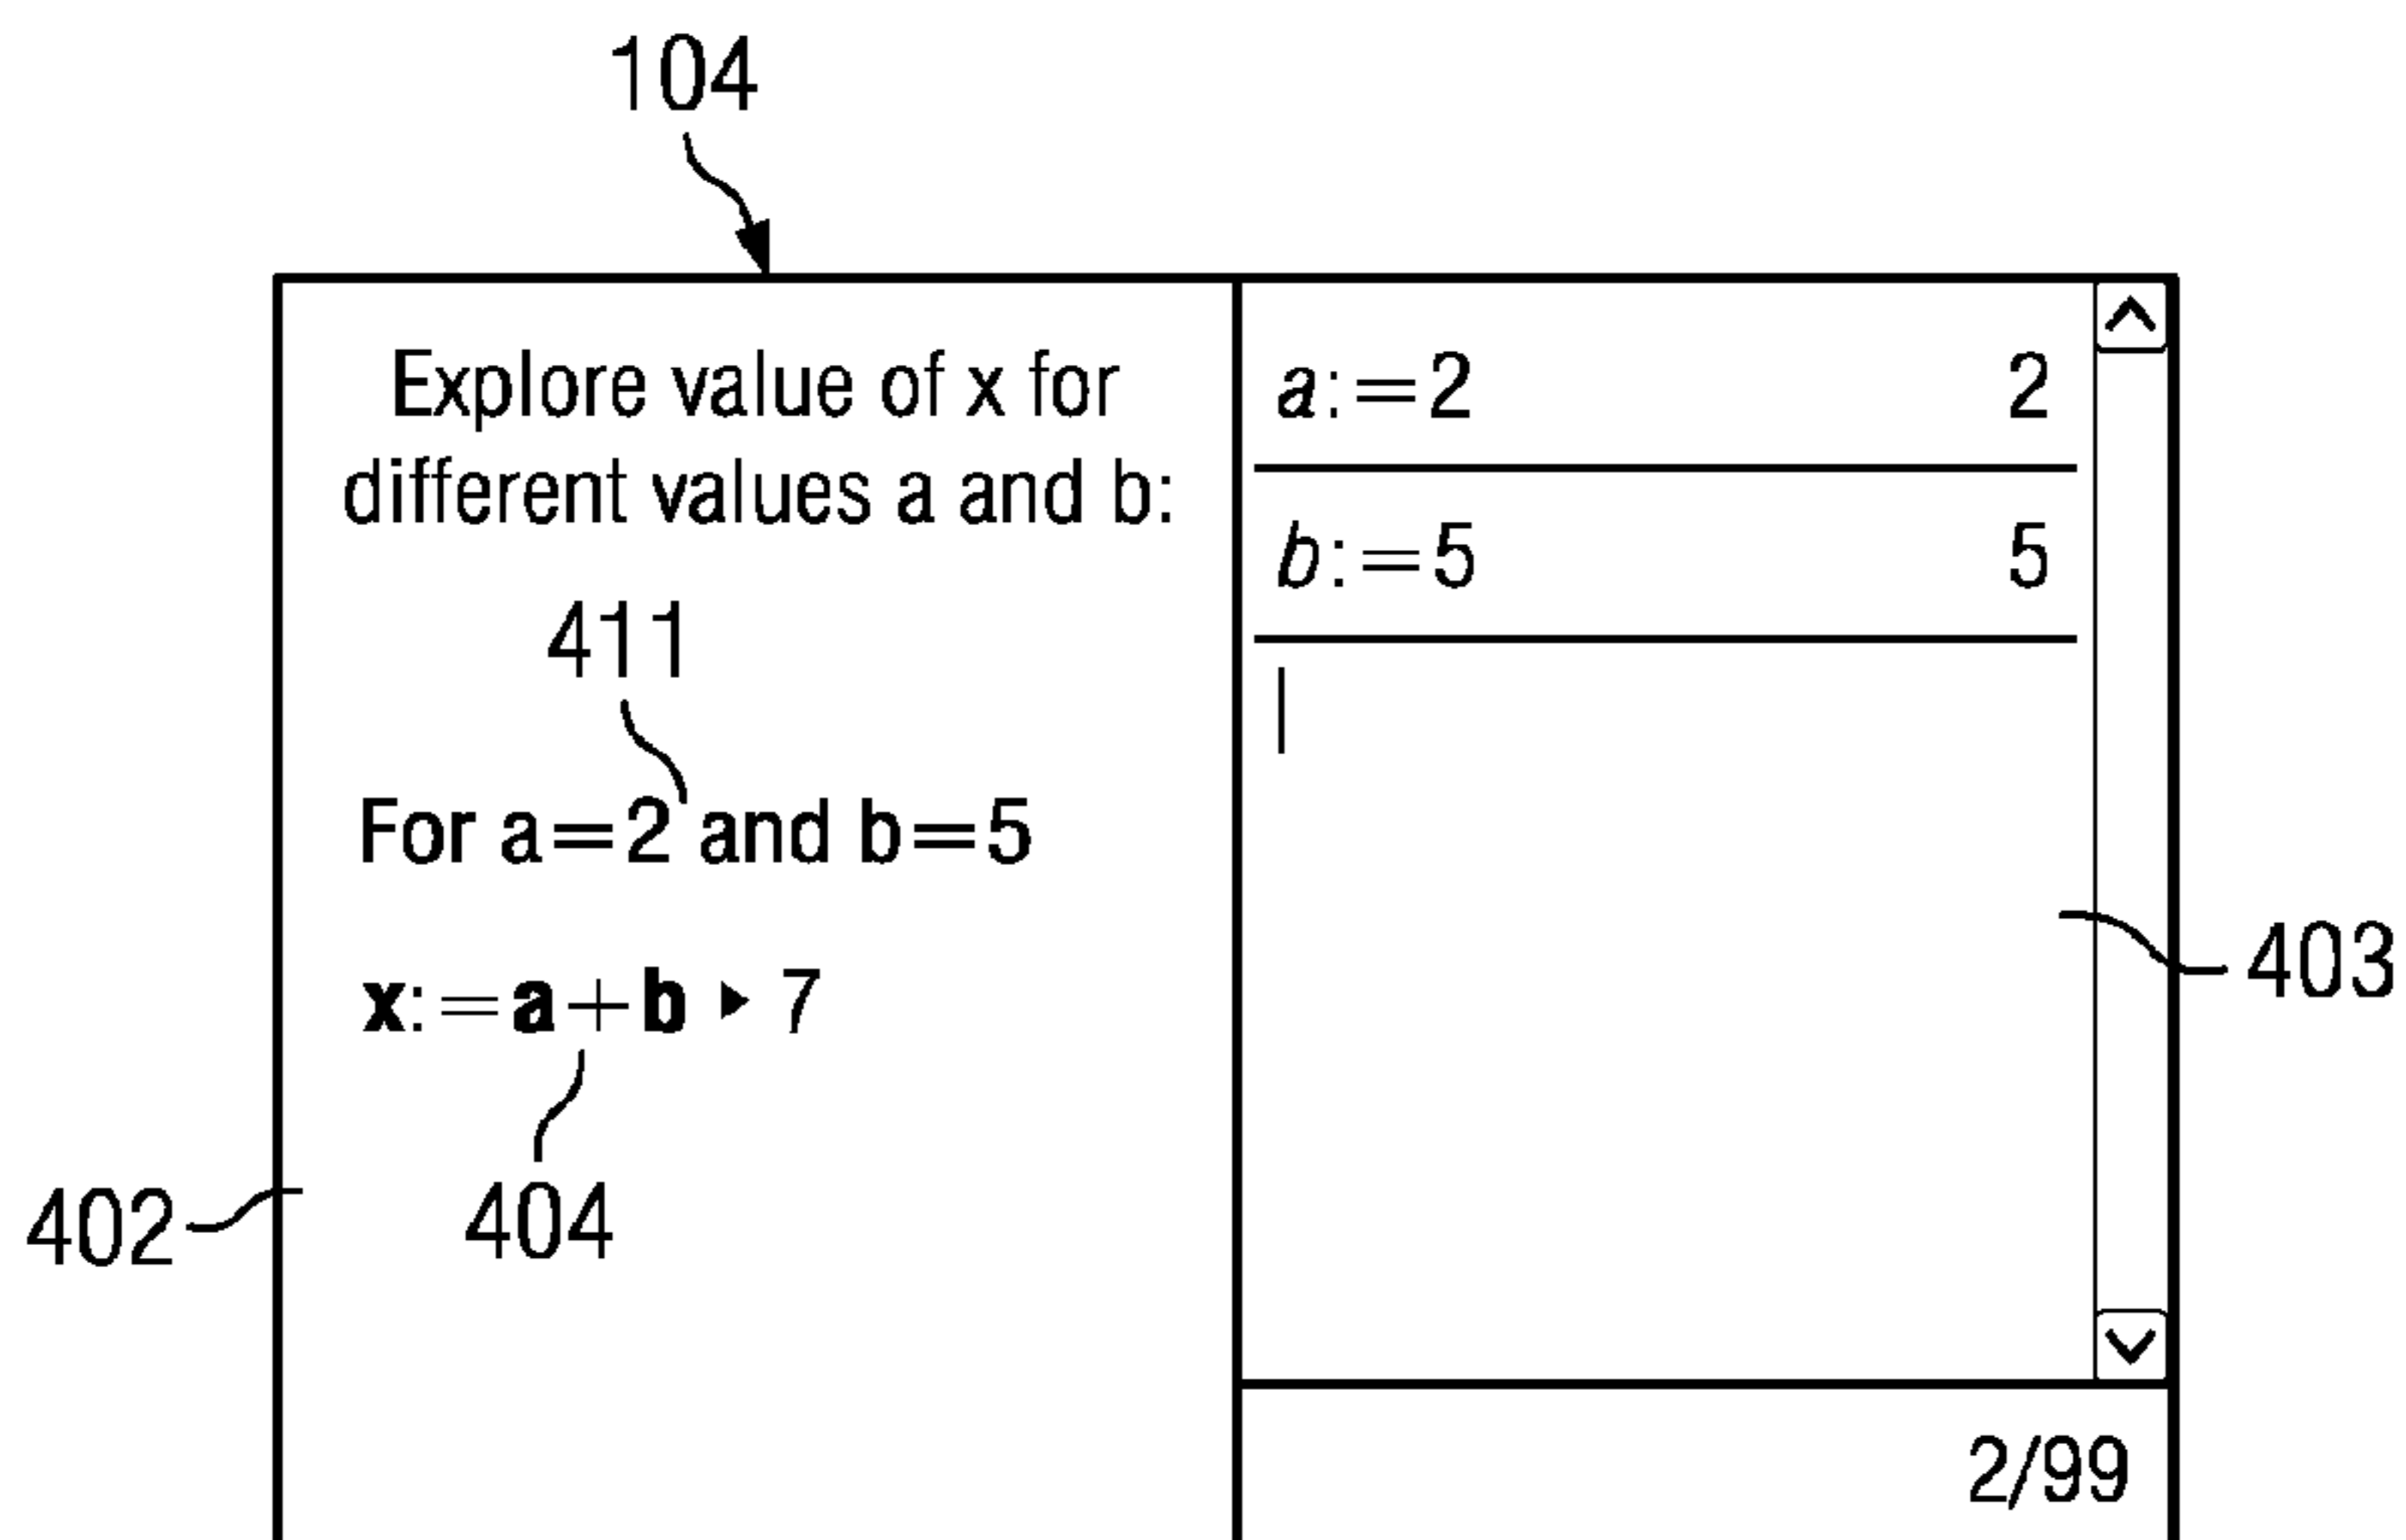 104
Explore value of x for
different values a and b:
411
For a=2 and b=5
x:=a+b ▸ 7
404
402
a:=2 2
b:=5 5
403
2/99